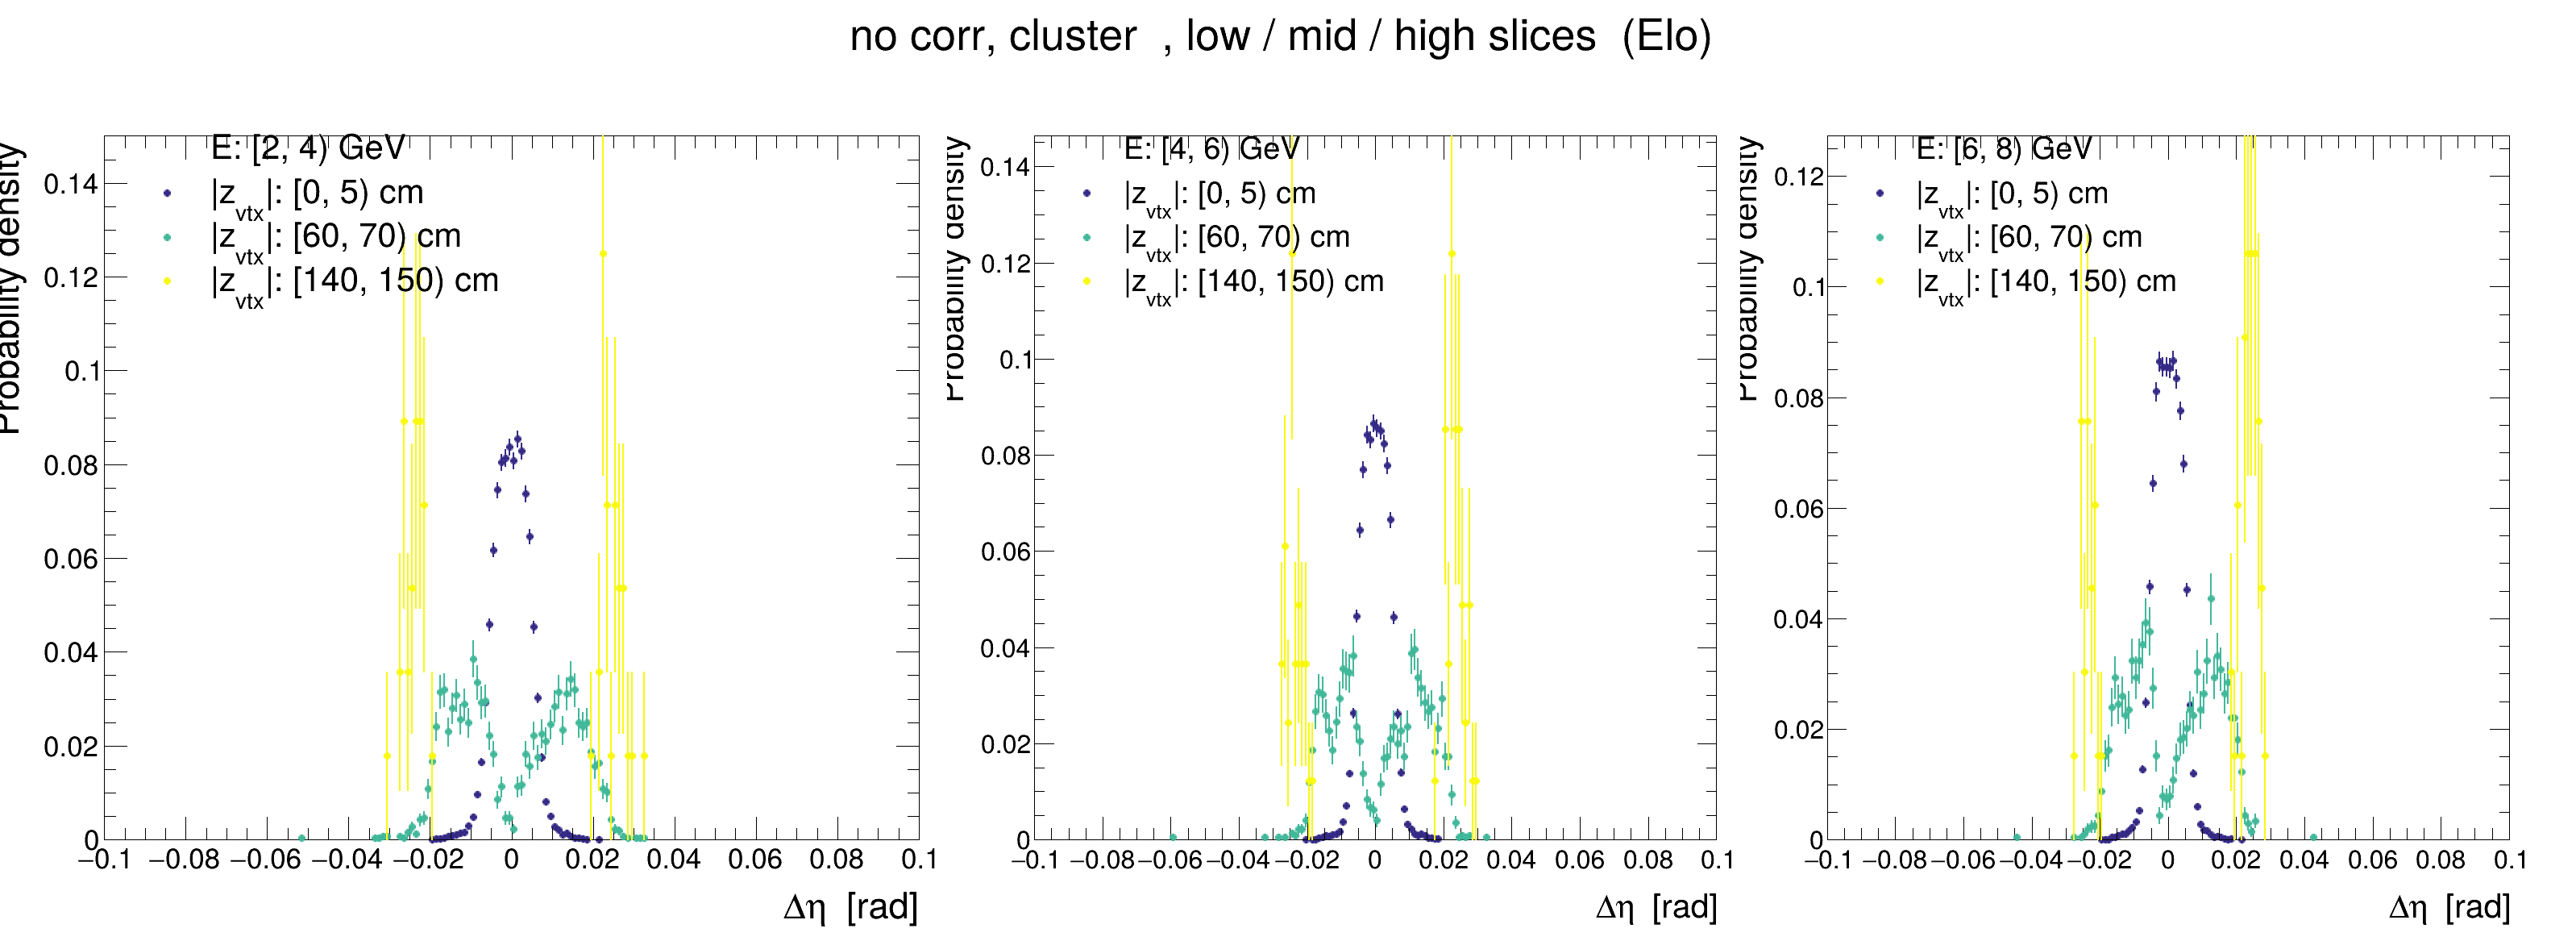 no corr, cluster , low / mid / high slices (Elo)
Probability density
E: [2, 4) GeV
|z_vtx|: [0, 5) cm
|z_vtx|: [60, 70) cm
|z_vtx|: [140, 150) cm
0.14
0.12
0.1
0.08
0.06
0.04
0.02
0
−0.1 −0.08 −0.06 −0.04 −0.02 0 0.02 0.04 0.06 0.08 0.1
Δη [rad]
Probability density
E: [4, 6) GeV
|z_vtx|: [0, 5) cm
|z_vtx|: [60, 70) cm
|z_vtx|: [140, 150) cm
0.14
0.12
0.1
0.08
0.06
0.04
0.02
0
−0.1 −0.08 −0.06 −0.04 −0.02 0 0.02 0.04 0.06 0.08 0.1
Δη [rad]
Probability density
E: [6, 8) GeV
|z_vtx|: [0, 5) cm
|z_vtx|: [60, 70) cm
|z_vtx|: [140, 150) cm
0.12
0.1
0.08
0.06
0.04
0.02
0
−0.1 −0.08 −0.06 −0.04 −0.02 0 0.02 0.04 0.06 0.08 0.1
Δη [rad]